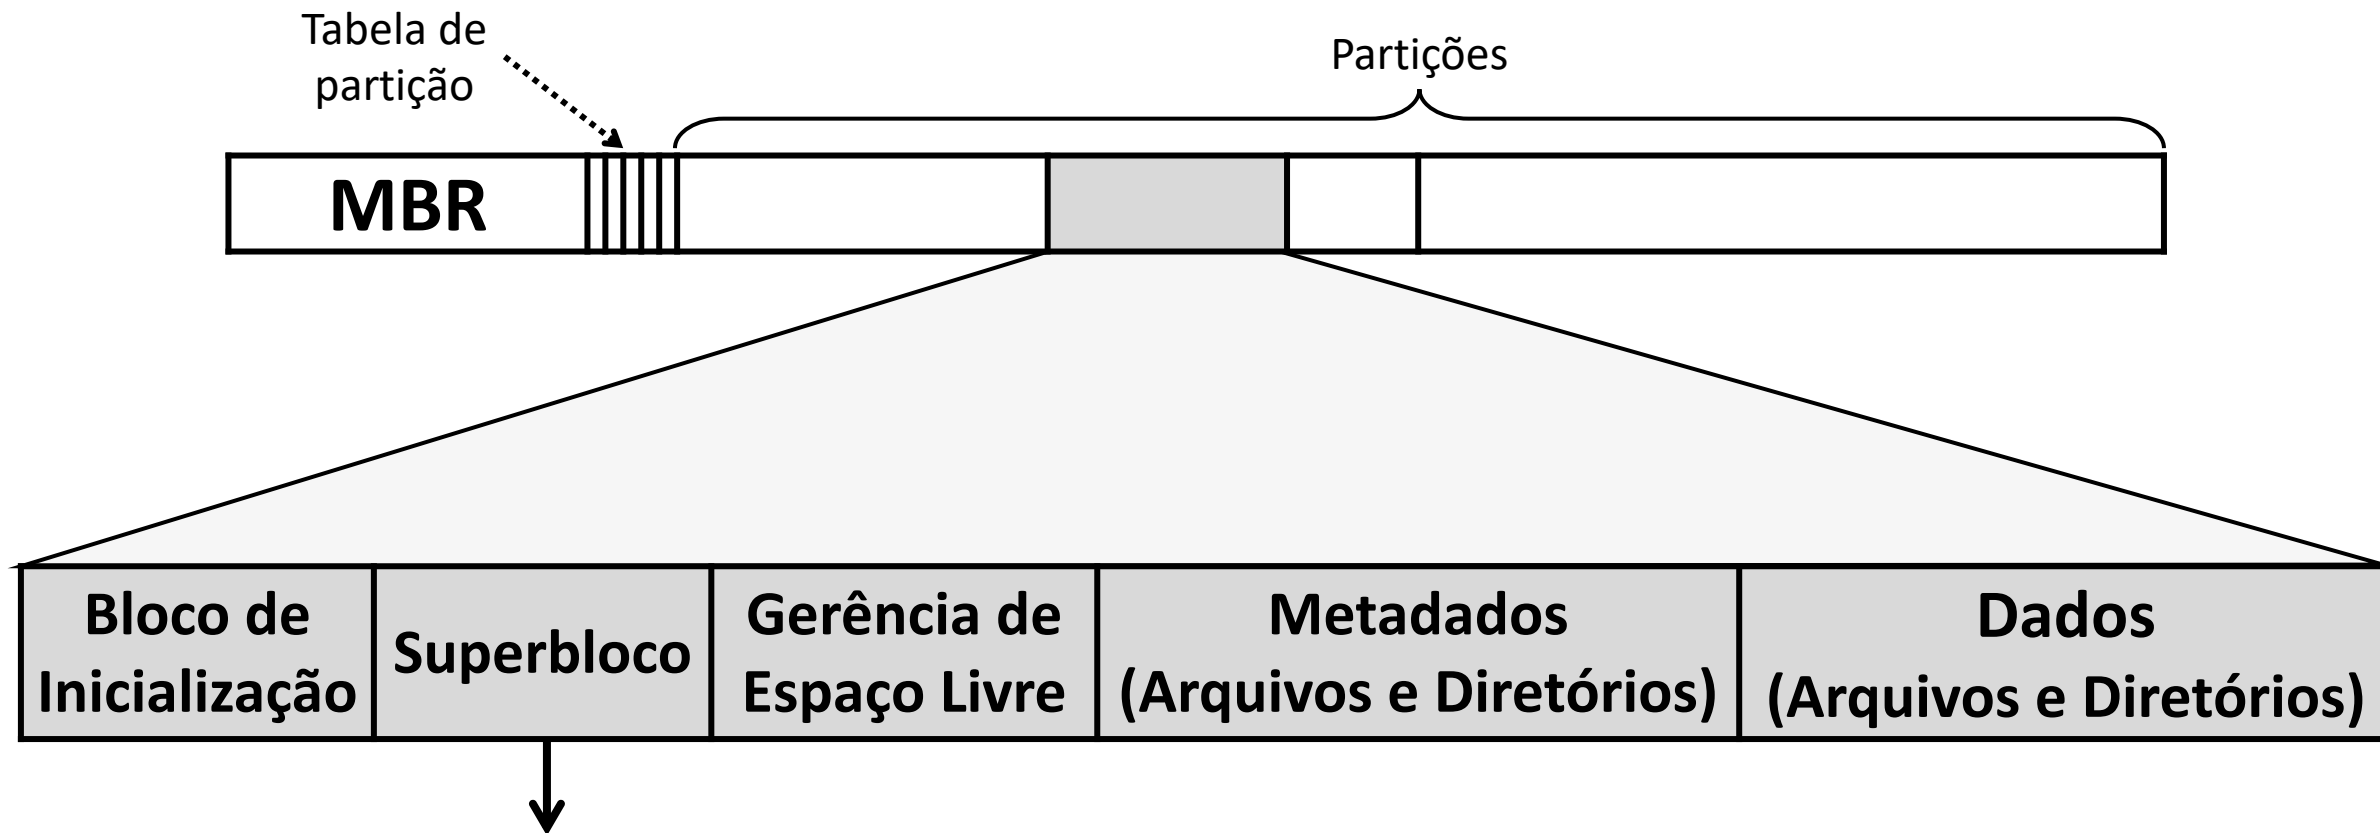 Tabela de
partição
Partições
MBR
Bloco de
Inicialização
Superbloco
Gerência de
Espaço Livre
Metadados
(Arquivos e Diretórios)
Dados
(Arquivos e Diretórios)